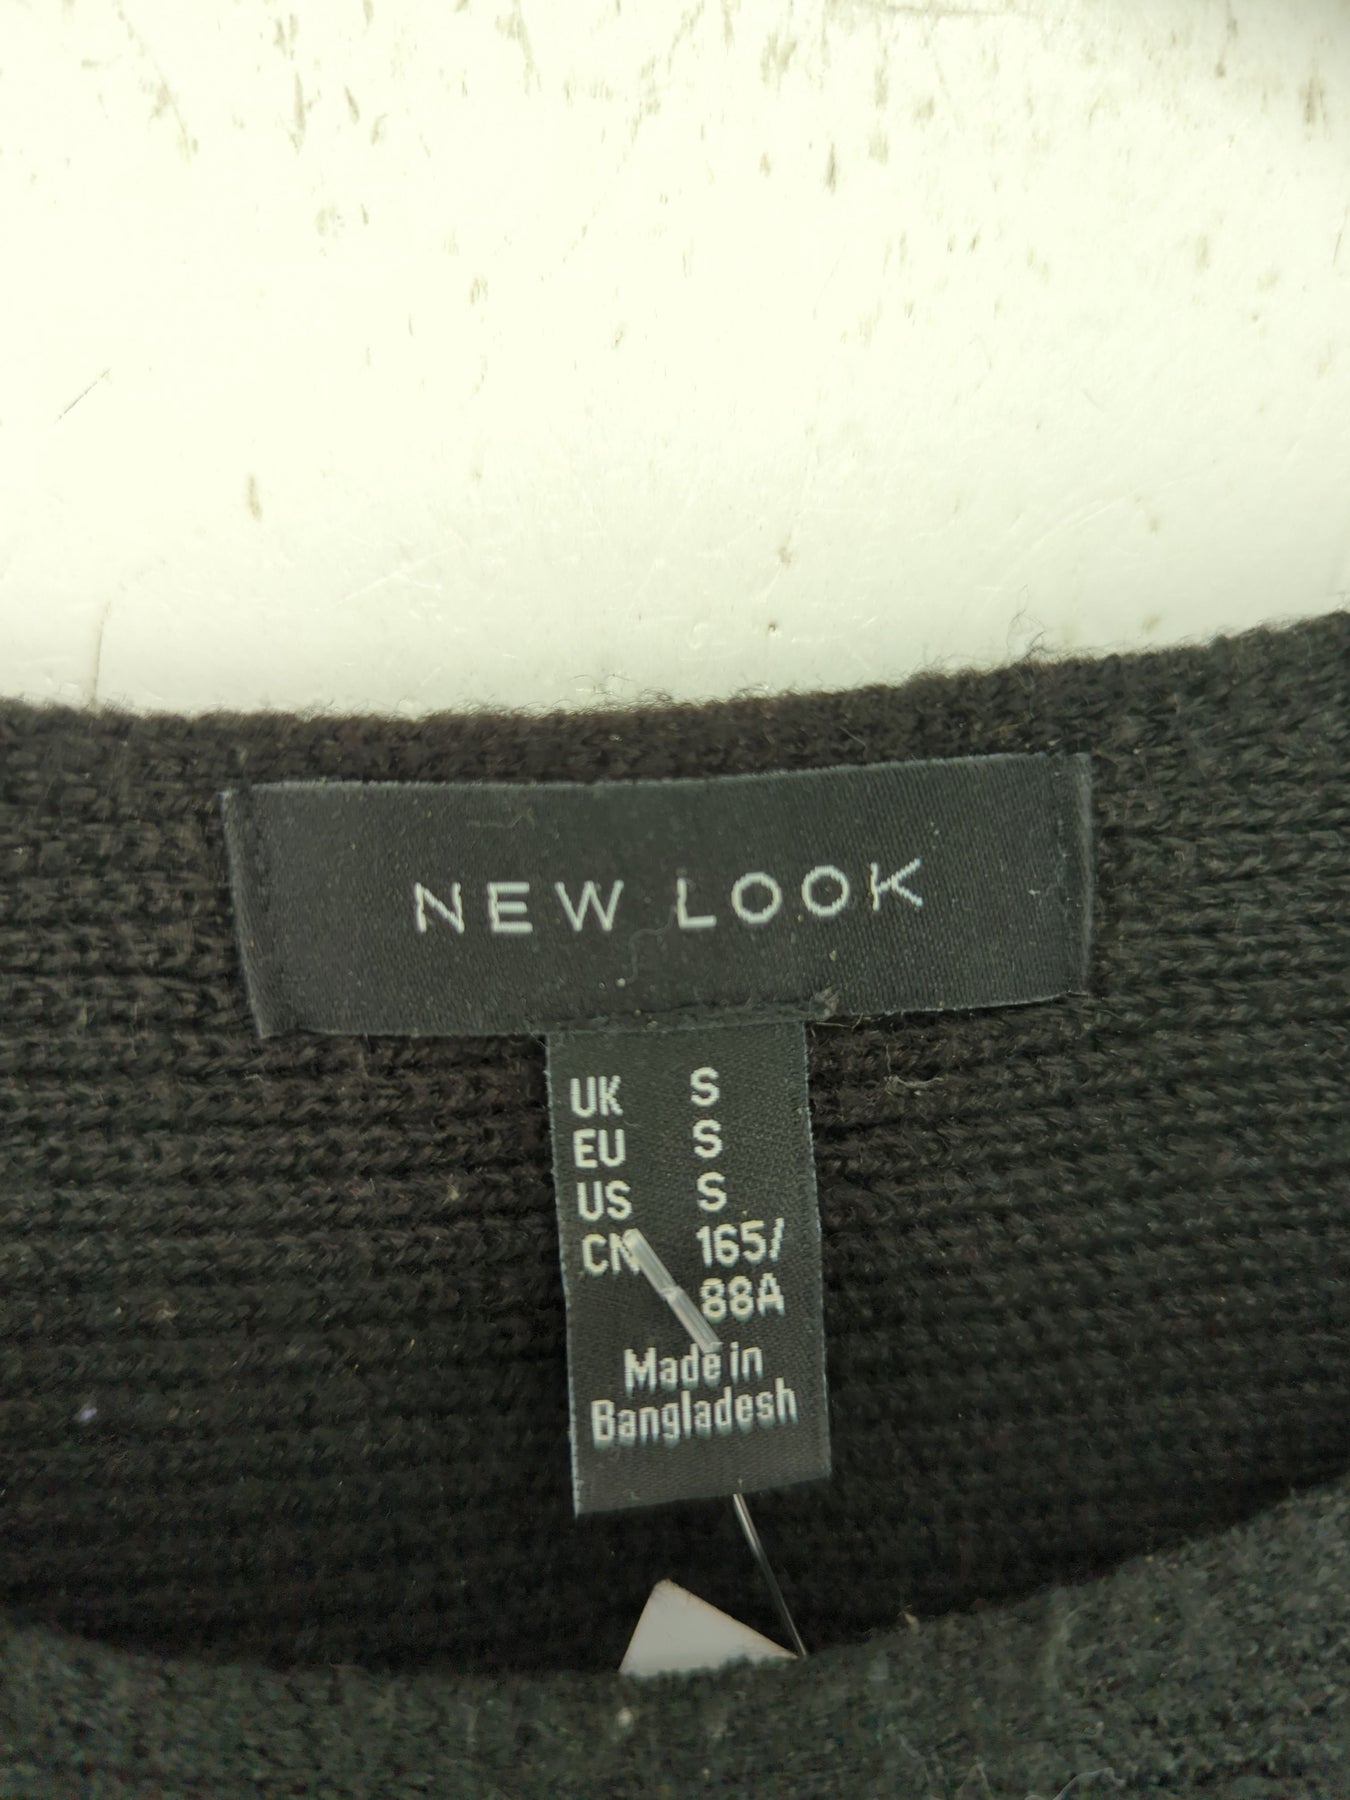 NEW LOOK
UK S
EU S
US S
CN 165/
88A
Made in
Bangladesh